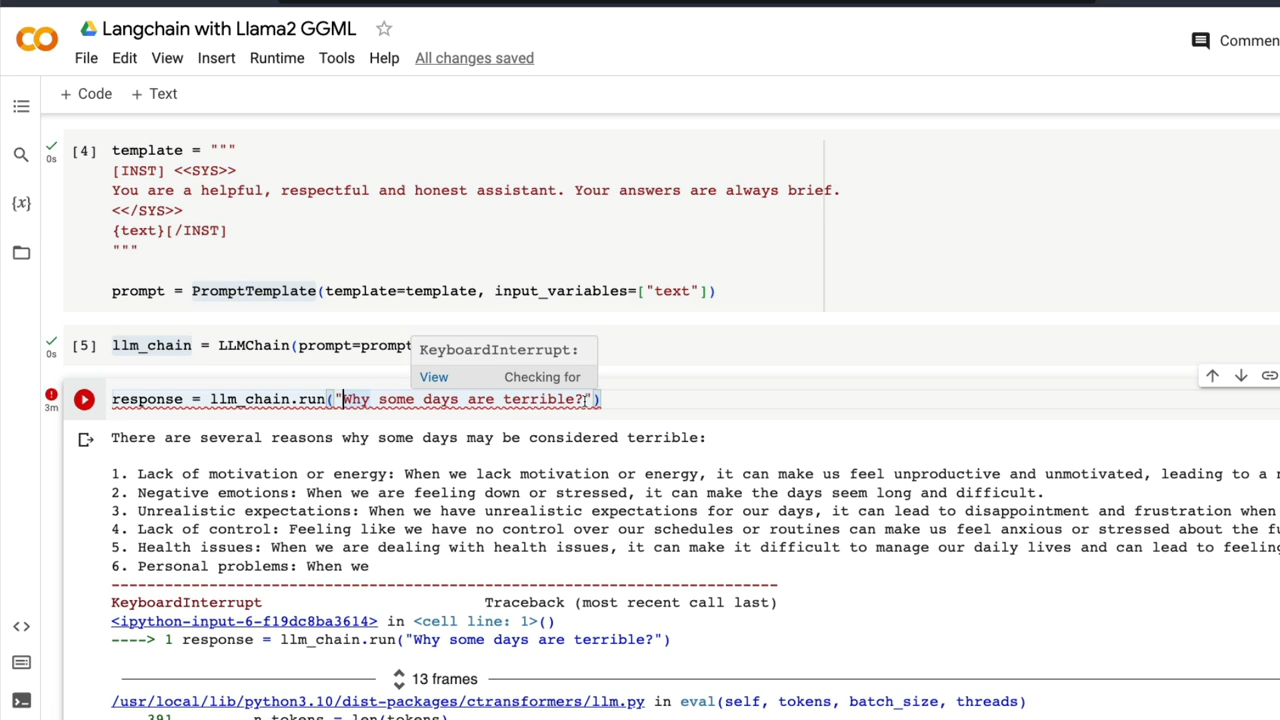 Langchain with Llama2 GGML
Commen
File Edit View Insert Runtime Tools Help All changes saved
+ Code + Text
[4] template = """
0s
[INST] <<SYS>>
You are a helpful, respectful and honest assistant. Your answers are always brief.
<</SYS>>
{text}[/INST]
"""
prompt = PromptTemplate(template=template, input_variables=["text"])
[5] llm_chain = LLMChain(prompt=prompt
0s
KeyboardInterrupt:
View Checking for
response = llm_chain.run("Why some days are terrible?")
3m
There are several reasons why some days may be considered terrible:
1. Lack of motivation or energy: When we lack motivation or energy, it can make us feel unproductive and unmotivated, leading to a
2. Negative emotions: When we are feeling down or stressed, it can make the days seem long and difficult.
3. Unrealistic expectations: When we have unrealistic expectations for our days, it can lead to disappointment and frustration when
4. Lack of control: Feeling like we have no control over our schedules or routines can make us feel anxious or stressed about the fu
5. Health issues: When we are dealing with health issues, it can make it difficult to manage our daily lives and can lead to feeling
6. Personal problems: When we
---------------------------------------------------------------------------
KeyboardInterrupt Traceback (most recent call last)
<ipython-input-6-f19dc8ba3614> in <cell line: 1>()
----> 1 response = llm_chain.run("Why some days are terrible?")
13 frames
/usr/local/lib/python3.10/dist-packages/ctransformers/llm.py in eval(self, tokens, batch_size, threads)
391 n_tokens = len(tokens)